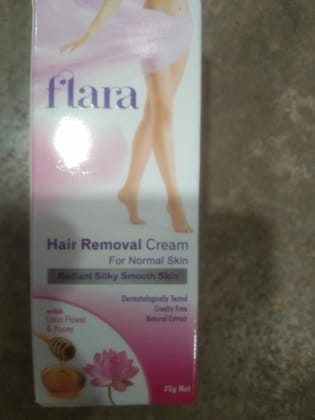 flara
Hair Removal Cream
For Normal Skin
Radiant Silky Smooth Skin
Dermatologically Tested
Cruelty Free
Natural Extract
with
Lotus Flower
& Honey
25g Net